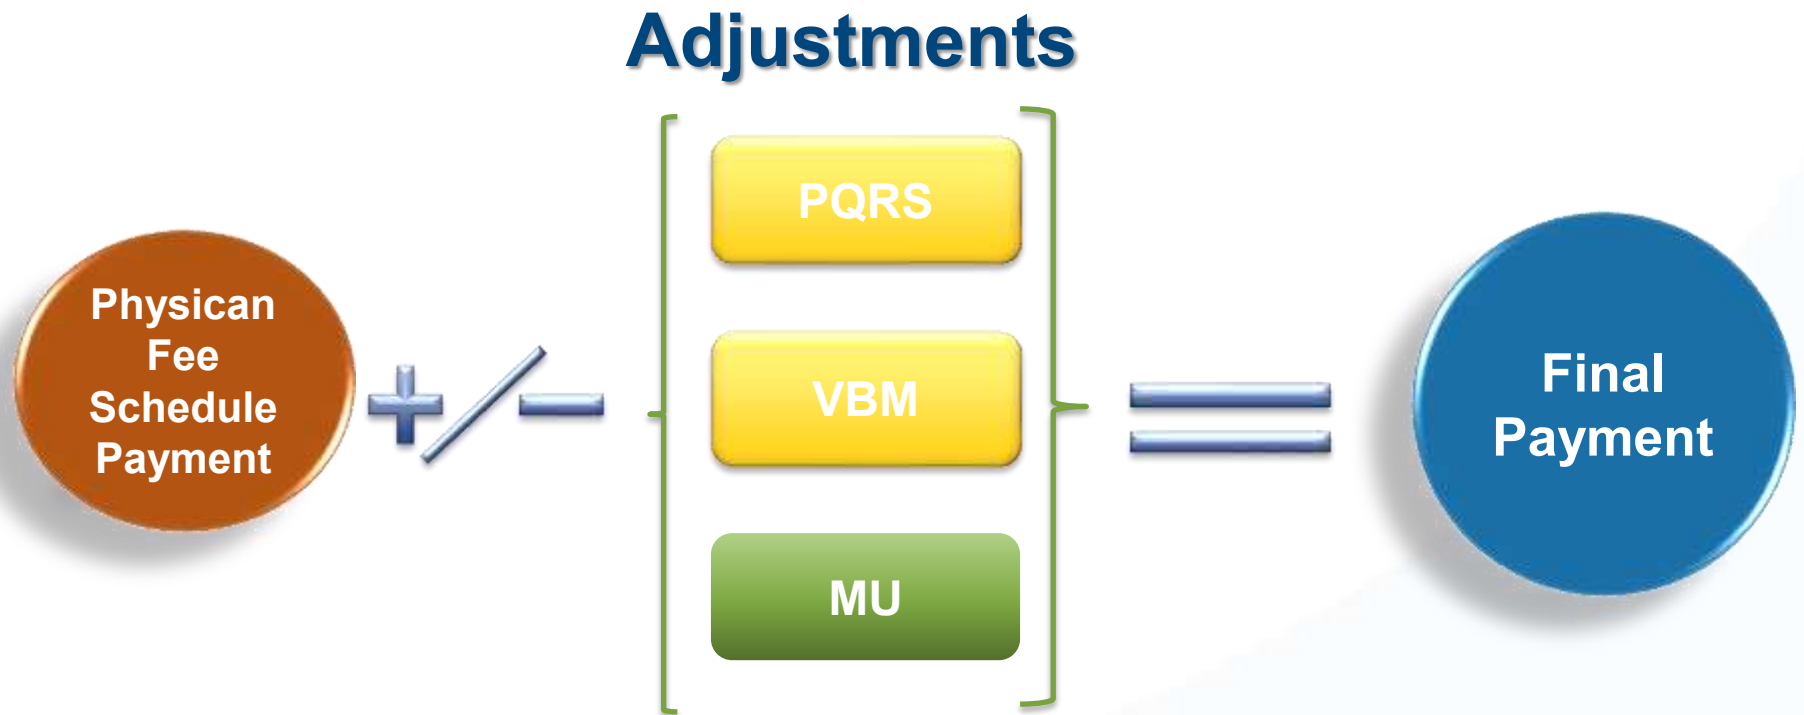 Adjustments
Physican
Fee
Schedule
Payment
+/-
PQRS
VBM
MU
=
Final
Payment